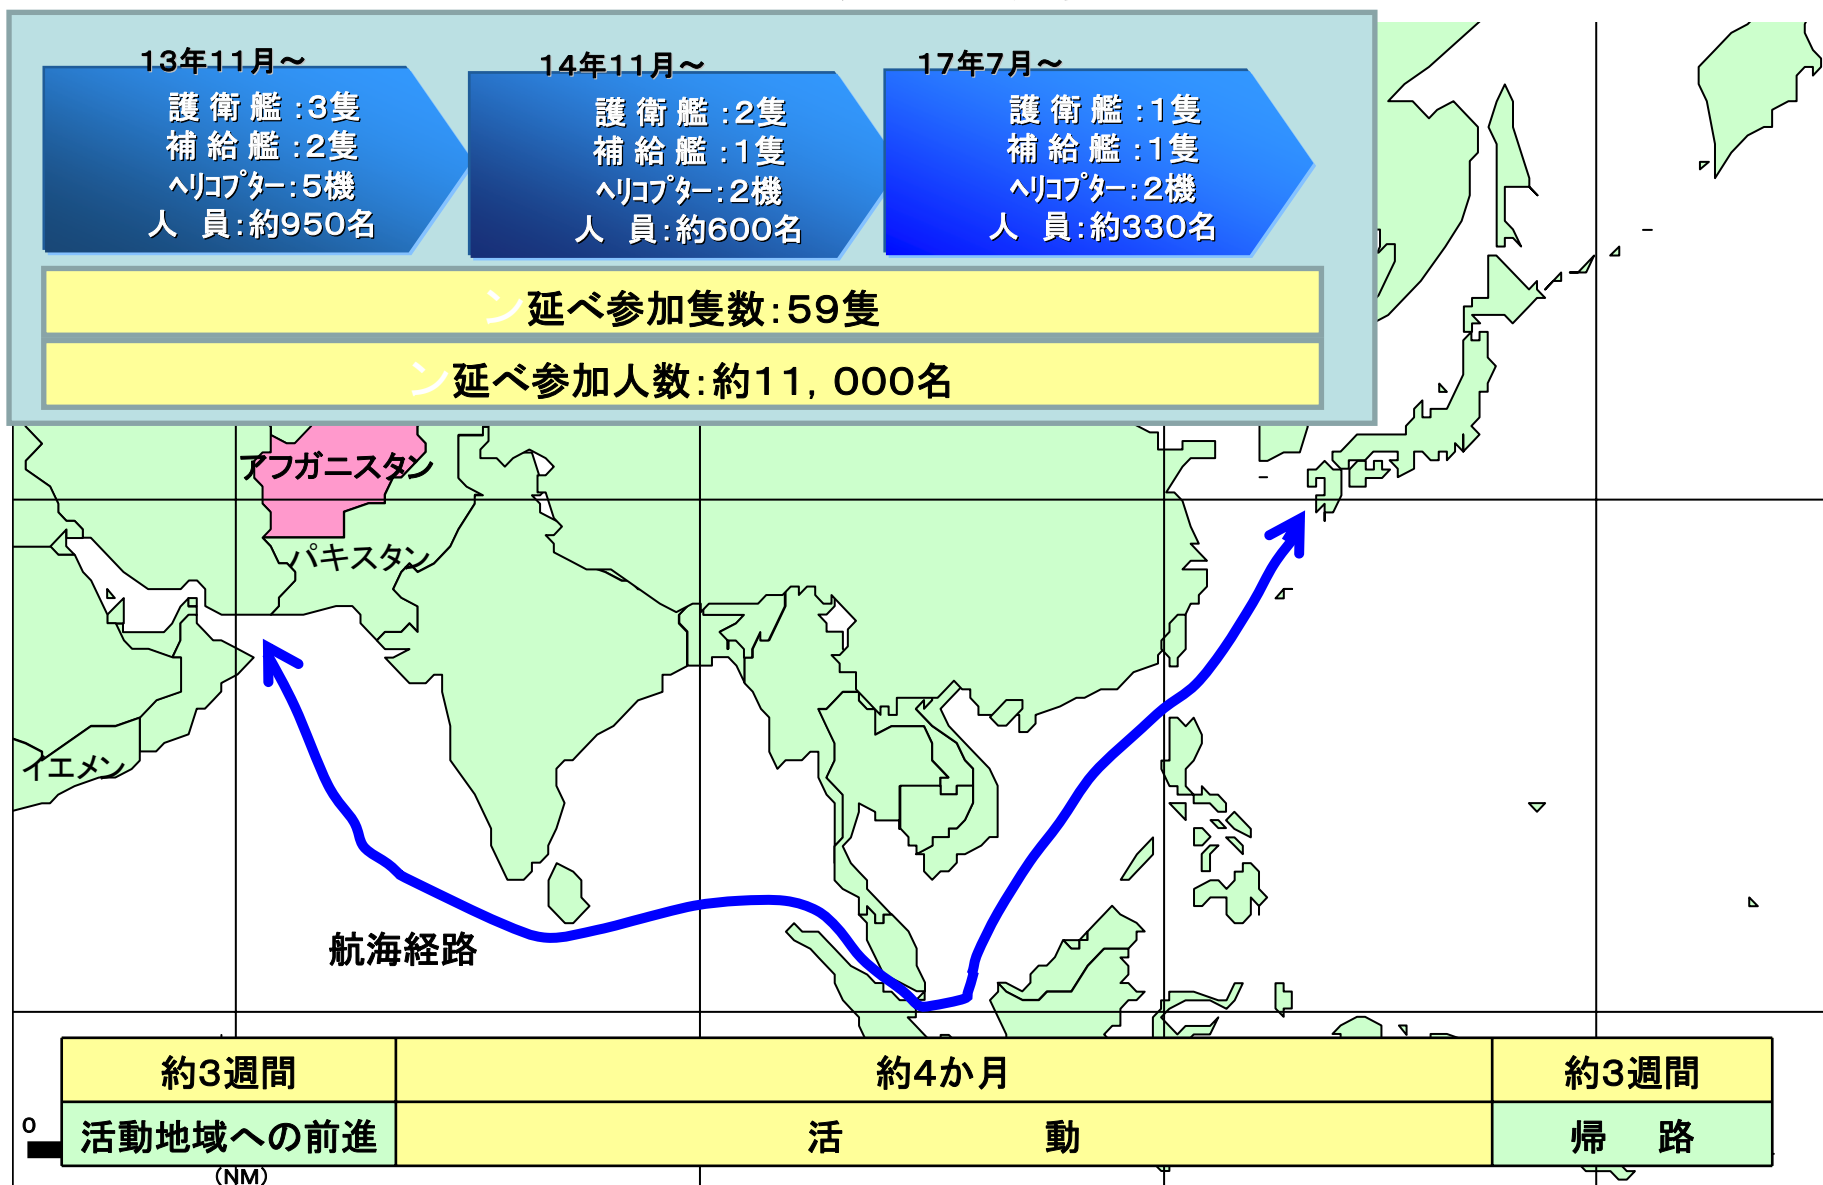 13年11月～
護 衛 艦 :3隻
補 給 艦 :2隻
ﾍﾘｺﾌﾟﾀｰ:5機
人　員:約950名
14年11月～
護 衛 艦 :2隻
補 給 艦 :1隻
ﾍﾘｺﾌﾟﾀｰ:2機
人　員:約600名
17年7月～
護 衛 艦 :1隻
補 給 艦 :1隻
ﾍﾘｺﾌﾟﾀｰ:2機
人　員:約330名
ン延べ参加隻数:59隻
ン延べ参加人数:約11,000名
アフガニスタン
パキスタン
イエメン
航海経路
約3週間
約4か月
約3週間
活動地域への前進
活　動
帰　路
0
(NM)